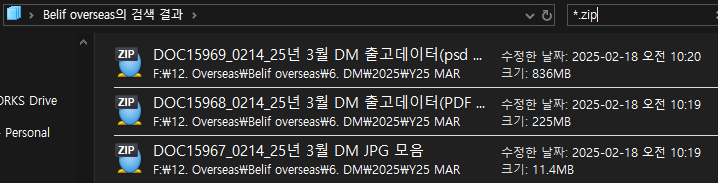 > Belif overseas의 검색 결과 >
*.zip
ORKS Drive
Personal
ZIP
DOC15969_0214_25년 3월 DM 출고데이터(psd ...
수정한 날짜: 2025-02-18 오전 10:20
F:₩12. Overseas₩Belif overseas₩6. DM₩2025₩Y25 MAR
크기: 836MB
ZIP
DOC15968_0214_25년 3월 DM 출고데이터(PDF ...
수정한 날짜: 2025-02-18 오전 10:19
F:₩12. Overseas₩Belif overseas₩6. DM₩2025₩Y25 MAR
크기: 225MB
ZIP
DOC15967_0214_25년 3월 DM JPG 모음
수정한 날짜: 2025-02-18 오전 10:19
F:₩12. Overseas₩Belif overseas₩6. DM₩2025₩Y25 MAR
크기: 11.4MB